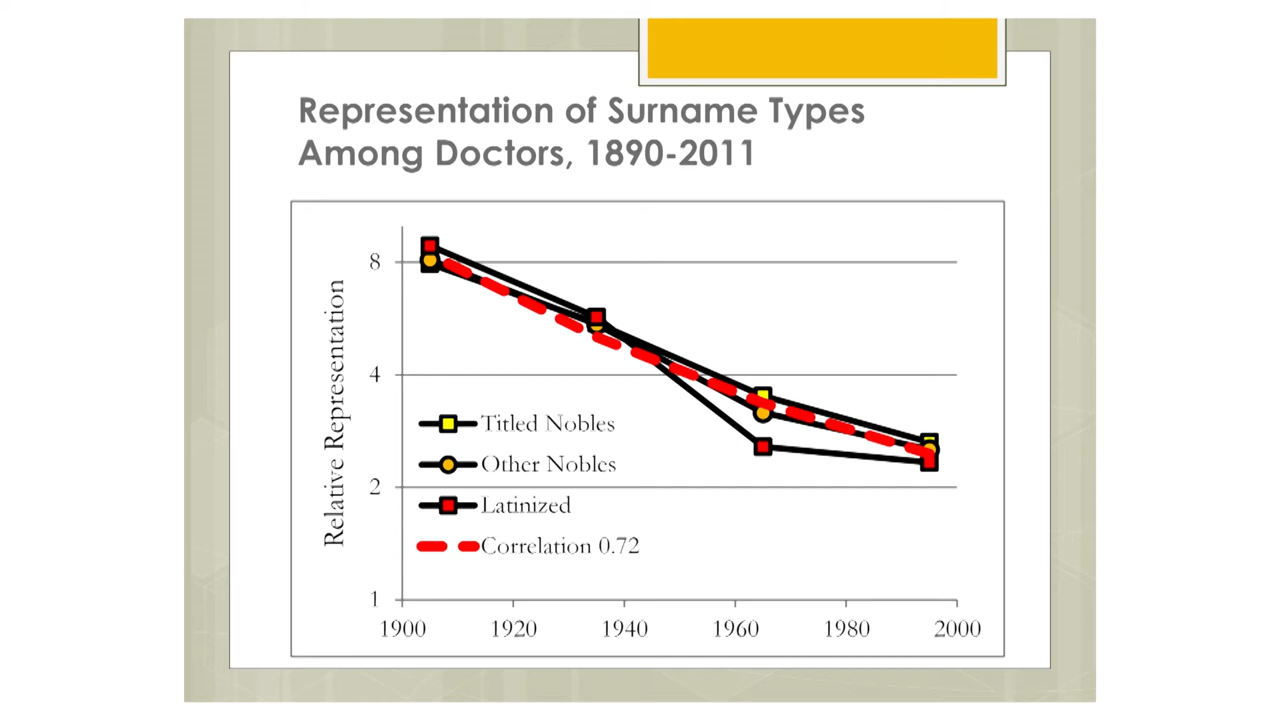 Representation of Surname Types
Among Doctors, 1890-2011
Relative Representation
8
4
2
1
Titled Nobles
Other Nobles
Latinized
Correlation 0.72
1900 1920 1940 1960 1980 2000